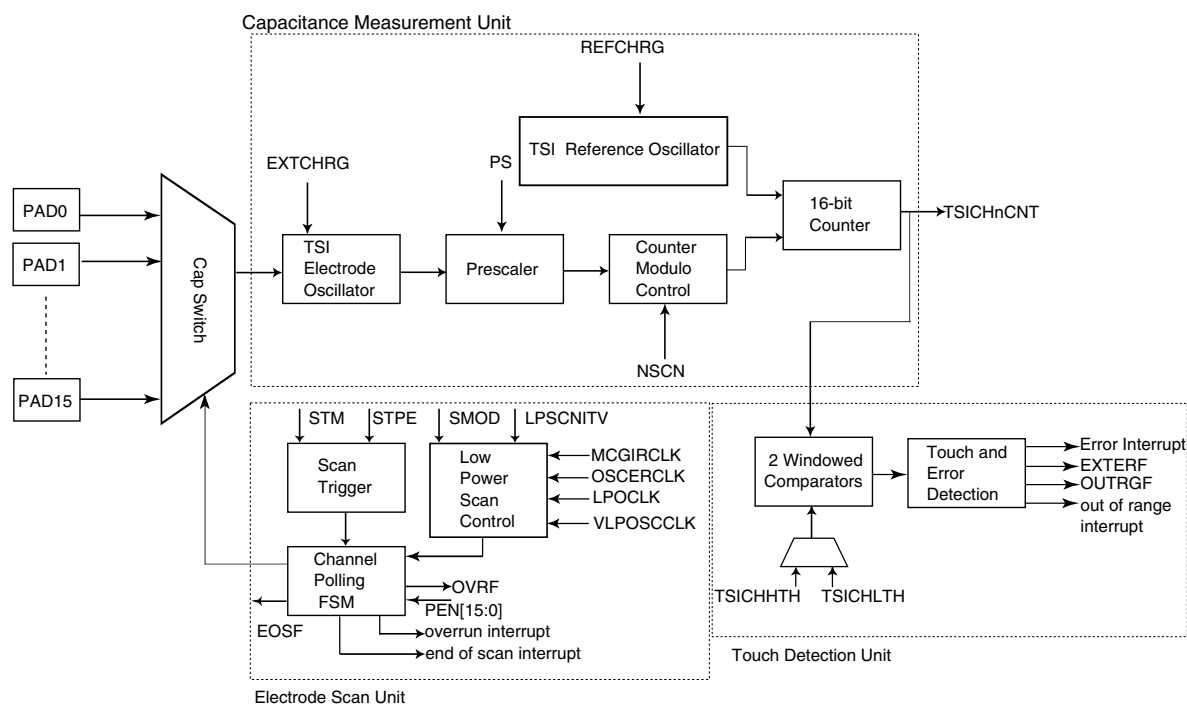 Capacitance Measurement Unit
REFCHRG
TSI Reference Oscillator
EXTCHRG
PS
PAD0
PAD1
PAD15
Cap Switch
TSI
Electrode
Oscillator
Prescaler
Counter
Modulo
Control
16-bit
Counter
TSICHnCNT
NSCN
STM
STPE
SMOD
LPSCNITV
Scan
Trigger
Low
Power
Scan
Control
MCGIRCLK
OSCERCLK
LPOCLK
VLPOSCCLK
Channel
Polling
FSM
OVRF
PEN[15:0]
EOSF
overrun interrupt
end of scan interrupt
Electrode Scan Unit
2 Windowed
Comparators
Touch and
Error
Detection
Error Interrupt
EXTERF
OUTRGF
out of range
interrupt
TSICHHTH
TSICHLTH
Touch Detection Unit